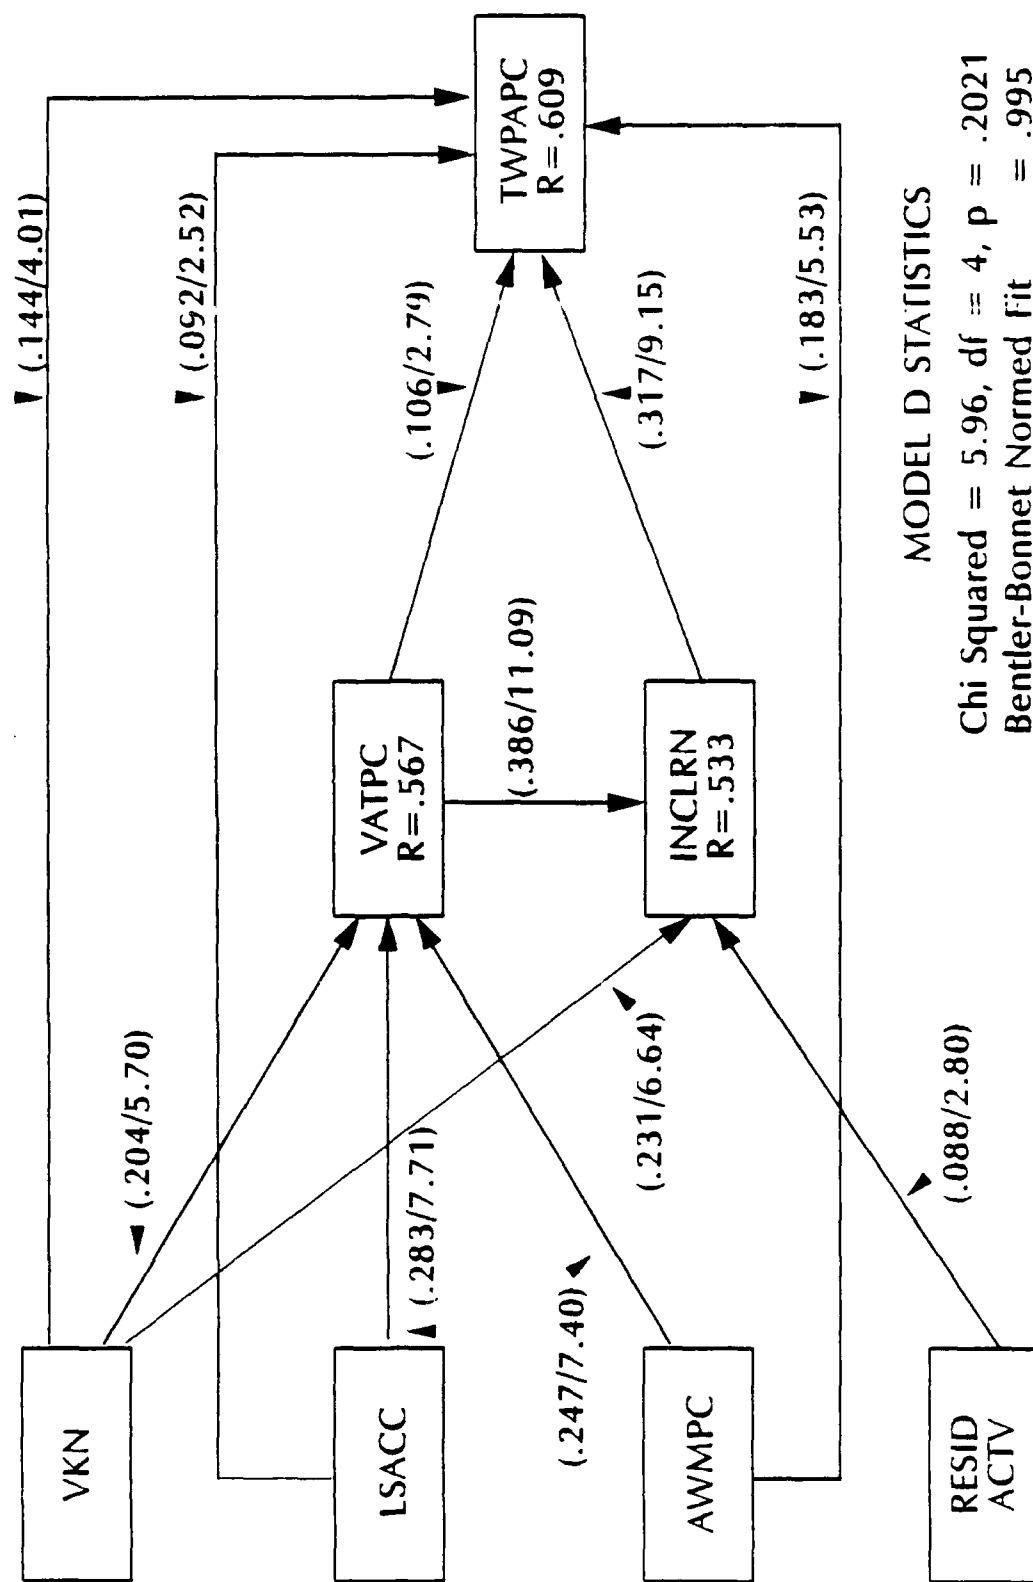 VKN
LSACC
AWMPC
RESID
ACTV
(.204/5.70)
(.283/7.71)
(.247/7.40)
(.231/6.64)
(.088/2.80)
VATPC
R=.567
(.386/11.09)
INCLRN
R=.533
(.144/4.01)
(.092/2.52)
(.106/2.79)
(.317/9.15)
(.183/5.53)
TWPAPC
R=.609
MODEL D STATISTICS
Chi Squared = 5.96, df = 4, p = .2021
Bentler-Bonnet Normed Fit = .995